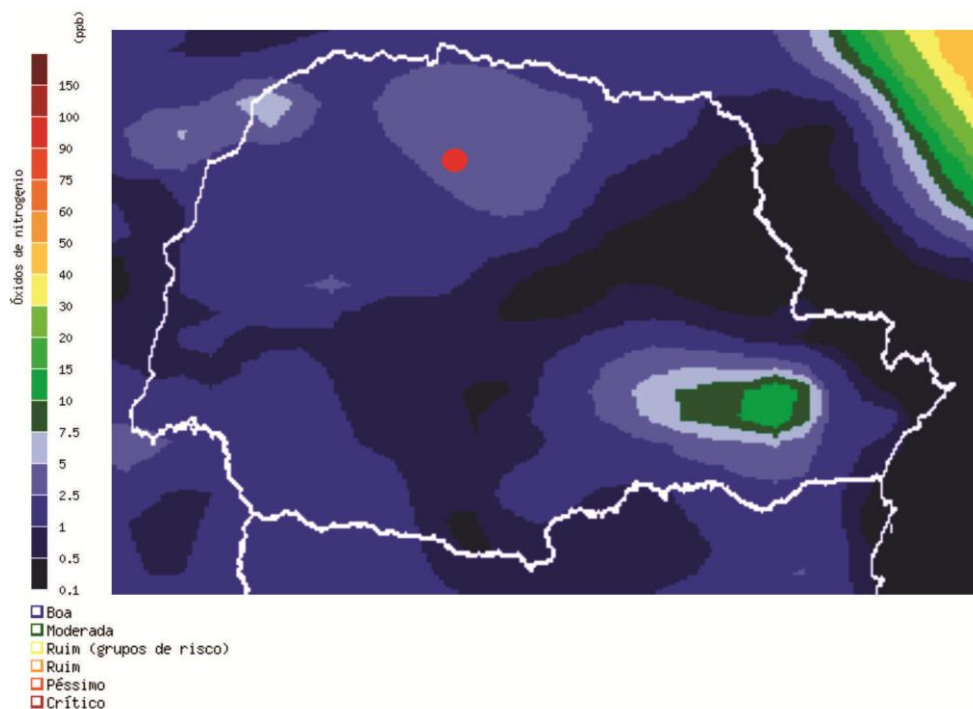 (ppb)
Óxidos de nitrogenio
150
100
90
75
60
50
40
30
20
15
10
7.5
5
2.5
1
0.5
0.1
Boa
Moderada
Ruim (grupos de risco)
Ruim
Péssimo
Crítico